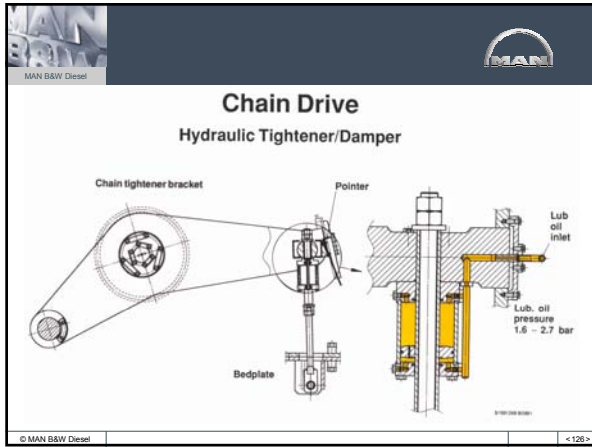 MAN B&W
MAN B&W Diesel
MAN
Chain Drive
Hydraulic Tightener/Damper
Chain tightener bracket
Pointer
Lub
oil
inlet
Lub. oil
pressure
1.6 – 2.7 bar
Bedplate
© MAN B&W Diesel
<126>